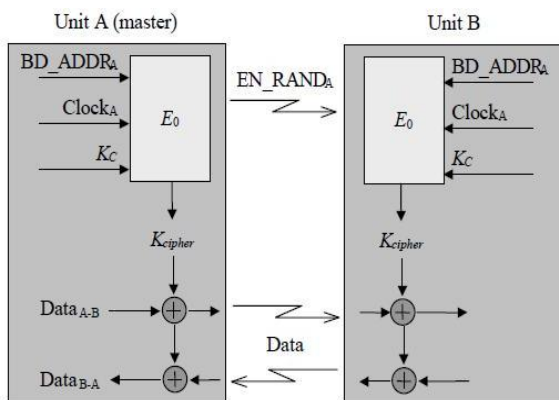 Unit A (master)
Unit B
BD_ADDRA
EN_RANDA
BD_ADDRA
ClockA
E0
E0
ClockA
KC
KC
Kcipher
Kcipher
DataA-B
Data
DataB-A